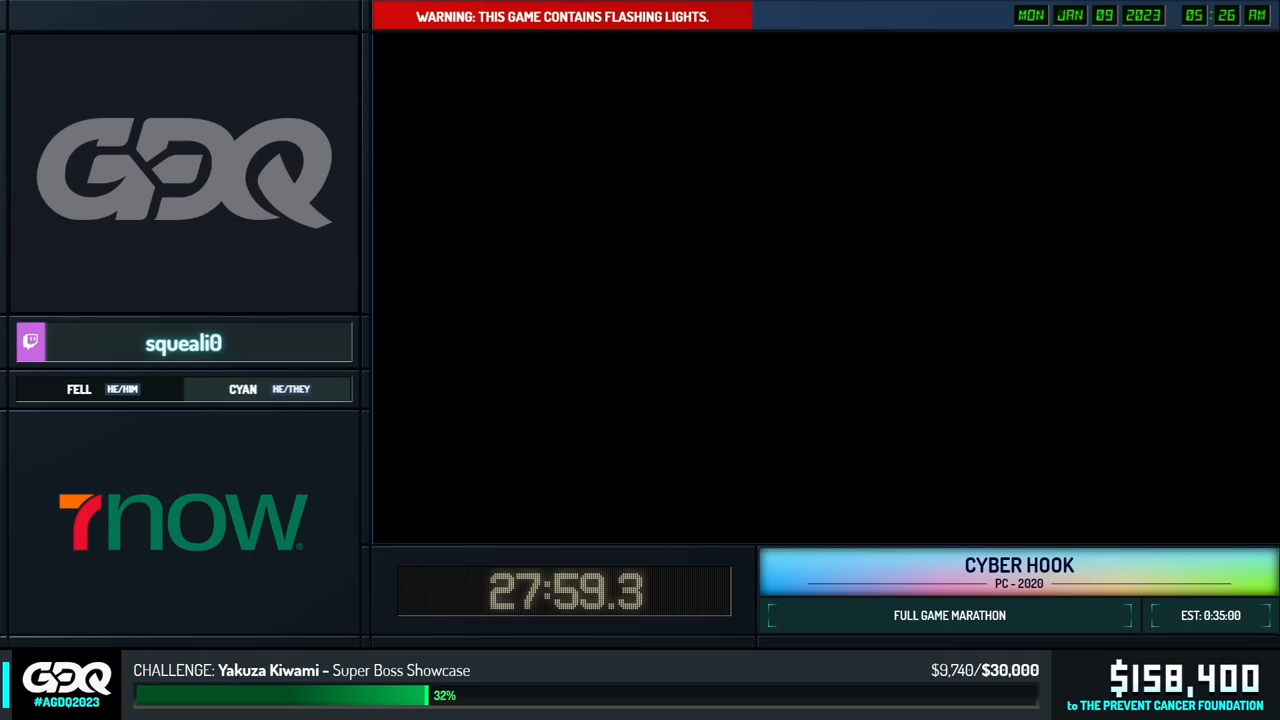 WARNING: THIS GAME CONTAINS FLASHING LIGHTS.
MON JAN 09 2023 05:26 AM
GDQ
squeali0
FELL HE/HIM CYAN HE/THEY
7now®
27:59.3
CYBER HOOK
PC - 2020
FULL GAME MARATHON
EST: 0:35:00
GDQ
#AGDQ2023
CHALLENGE: Yakuza Kiwami - Super Boss Showcase
$9,740/$30,000
32%
$158,400
to THE PREVENT CANCER FOUNDATION